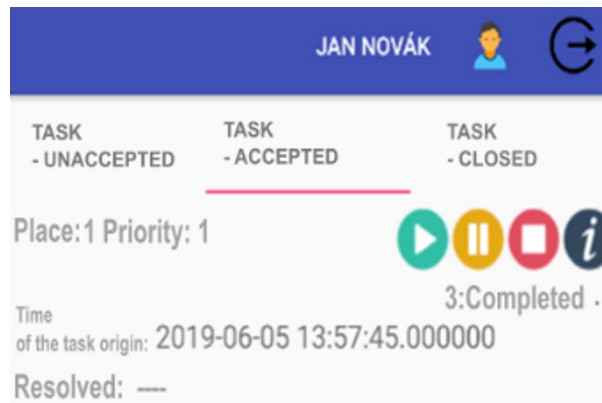 JAN NOVÁK
TASK
- UNACCEPTED
TASK
- ACCEPTED
TASK
- CLOSED
Place:1 Priority: 1
i
3:Completed
Time
of the task origin: 2019-06-05 13:57:45.000000
Resolved: ----